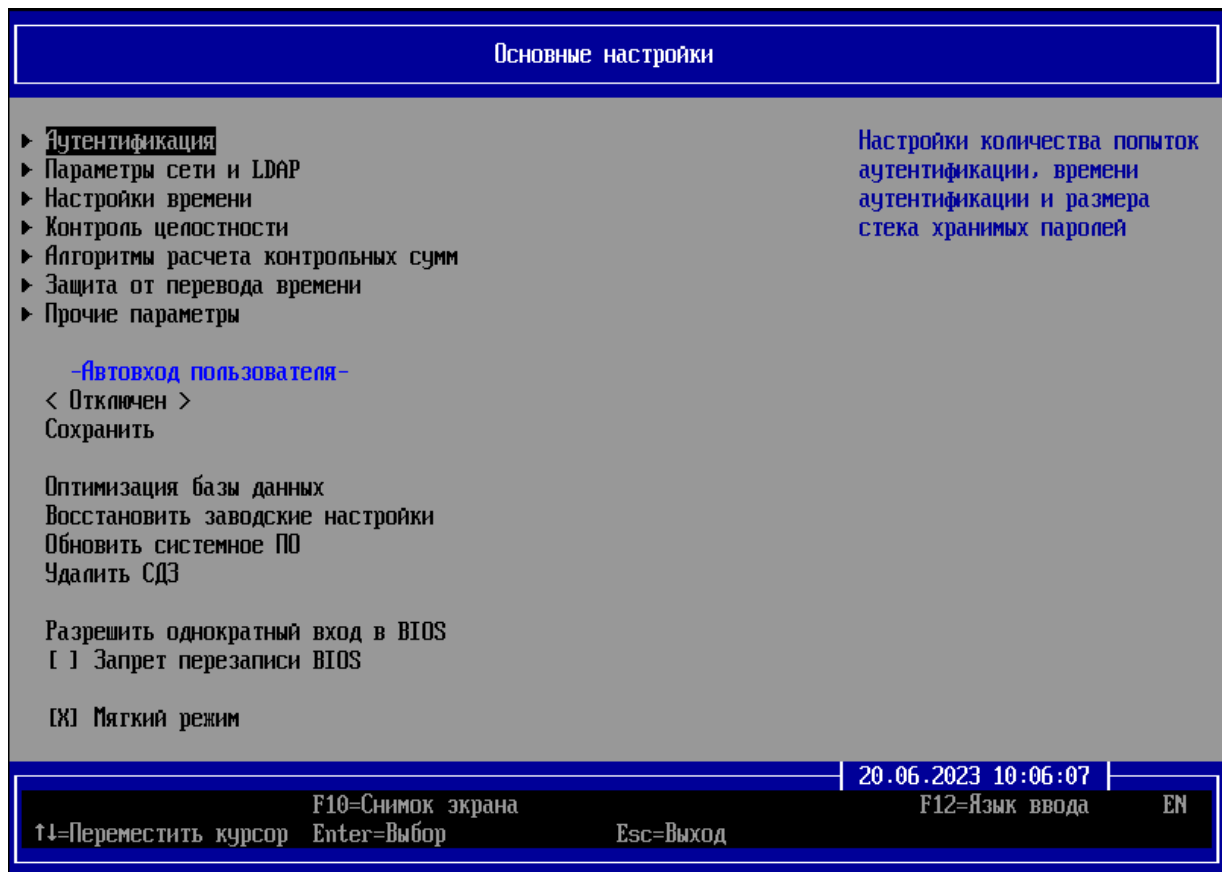 Основные настройки
▶ Аутентификация
▶ Параметры сети и LDAP
▶ Настройки времени
▶ Контроль целостности
▶ Алгоритмы расчета контрольных сумм
▶ Защита от перевода времени
▶ Прочие параметры
-Автовход пользователя-
< Отключен >
Сохранить
Оптимизация базы данных
Восстановить заводские настройки
Обновить системное ПО
Удалить СДЗ
Разрешить однократный вход в BIOS
[ ] Запрет перезаписи BIOS
[X] Мягкий режим
Настройки количества попыток
аутентификации, времени
аутентификации и размера
стека хранимых паролей
20.06.2023 10:06:07
F10=Снимок экрана F12=Язык ввода EN
↑↓=Переместить курсор Enter=Выбор Esc=Выход